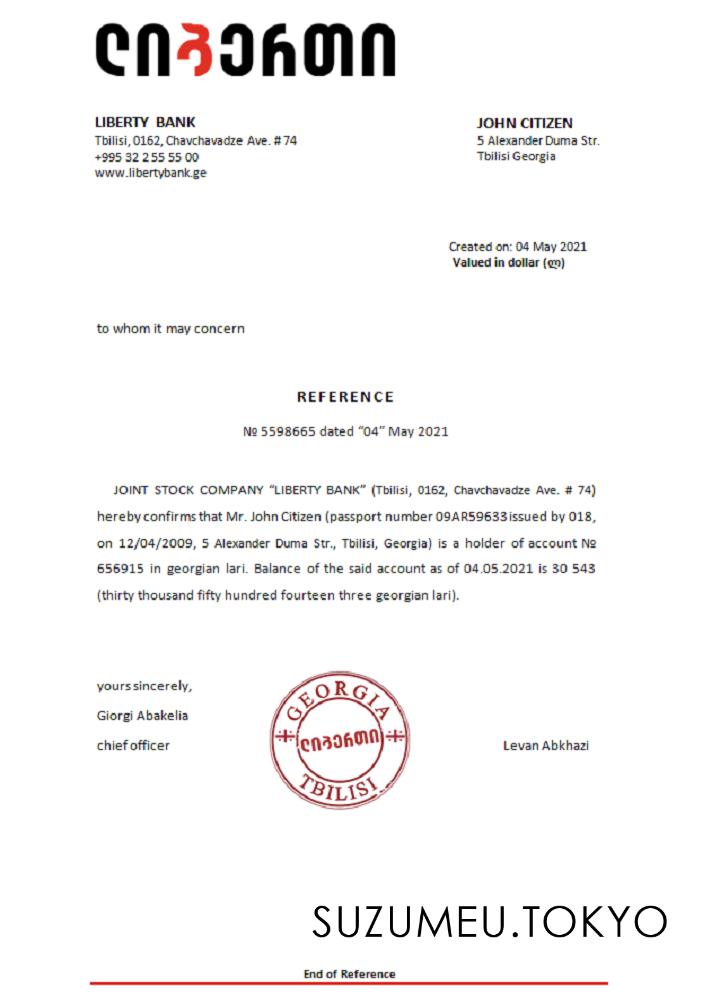 ლიბერთი
LIBERTY BANK
Tbilisi, 0162, Chavchavadze Ave. # 74
+995 32 2 55 55 00
www.libertybank.ge
JOHN CITIZEN
5 Alexander Duma Str.
Tbilisi Georgia
Created on: 04 May 2021
Valued in dollar (ლ)
to whom it may concern
REFERENCE
№ 5598665 dated “04” May 2021
JOINT STOCK COMPANY “LIBERTY BANK” (Tbilisi, 0162, Chavchavadze Ave. # 74)
hereby confirms that Mr. John Citizen (passport number 09AR59633 issued by 018,
on 12/04/2009, 5 Alexander Duma Str., Tbilisi, Georgia) is a holder of account №
656915 in georgian lari. Balance of the said account as of 04.05.2021 is 30 543
(thirty thousand fifty hundred fourteen three georgian lari).
yours sincerely,
Giorgi Abakelia
chief officer
GEORGIA
ლიბერთი
TBILISI
Levan Abkhazi
SUZUMEU.TOKYO
End of Reference